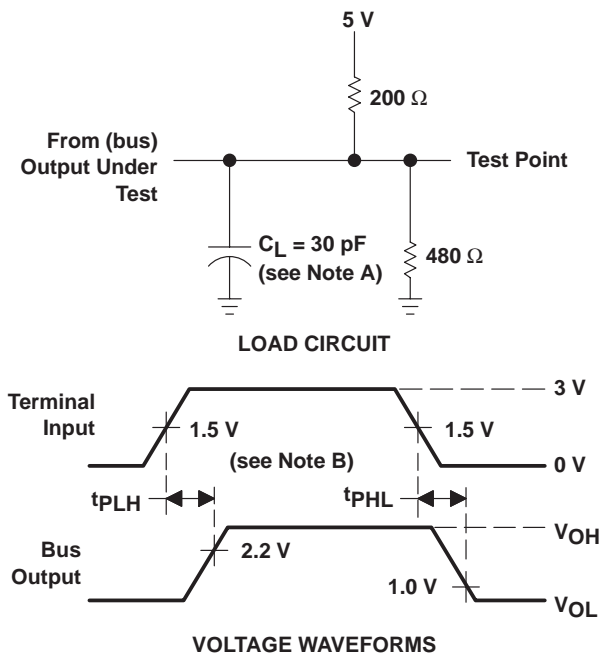 5 V
200 Ω
From (bus)
Output Under
Test
Test Point
CL = 30 pF
(see Note A)
480 Ω
LOAD CIRCUIT
Terminal
Input
1.5 V
1.5 V
3 V
0 V
(see Note B)
tPLH
tPHL
Bus
Output
2.2 V
1.0 V
VOH
VOL
VOLTAGE WAVEFORMS